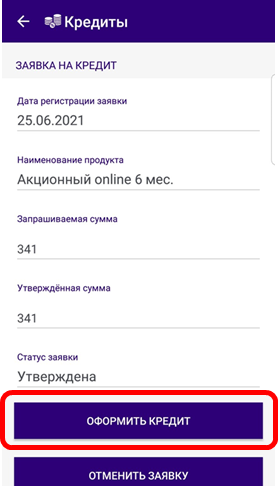 Кредиты
ЗАЯВКА НА КРЕДИТ
Дата регистрации заявки
25.06.2021
Наименование продукта
Акционный online 6 мес.
Запрашиваемая сумма
341
Утверждённая сумма
341
Статус заявки
Утверждена
ОФОРМИТЬ КРЕДИТ
ОТМЕНИТЬ ЗАЯВКУ